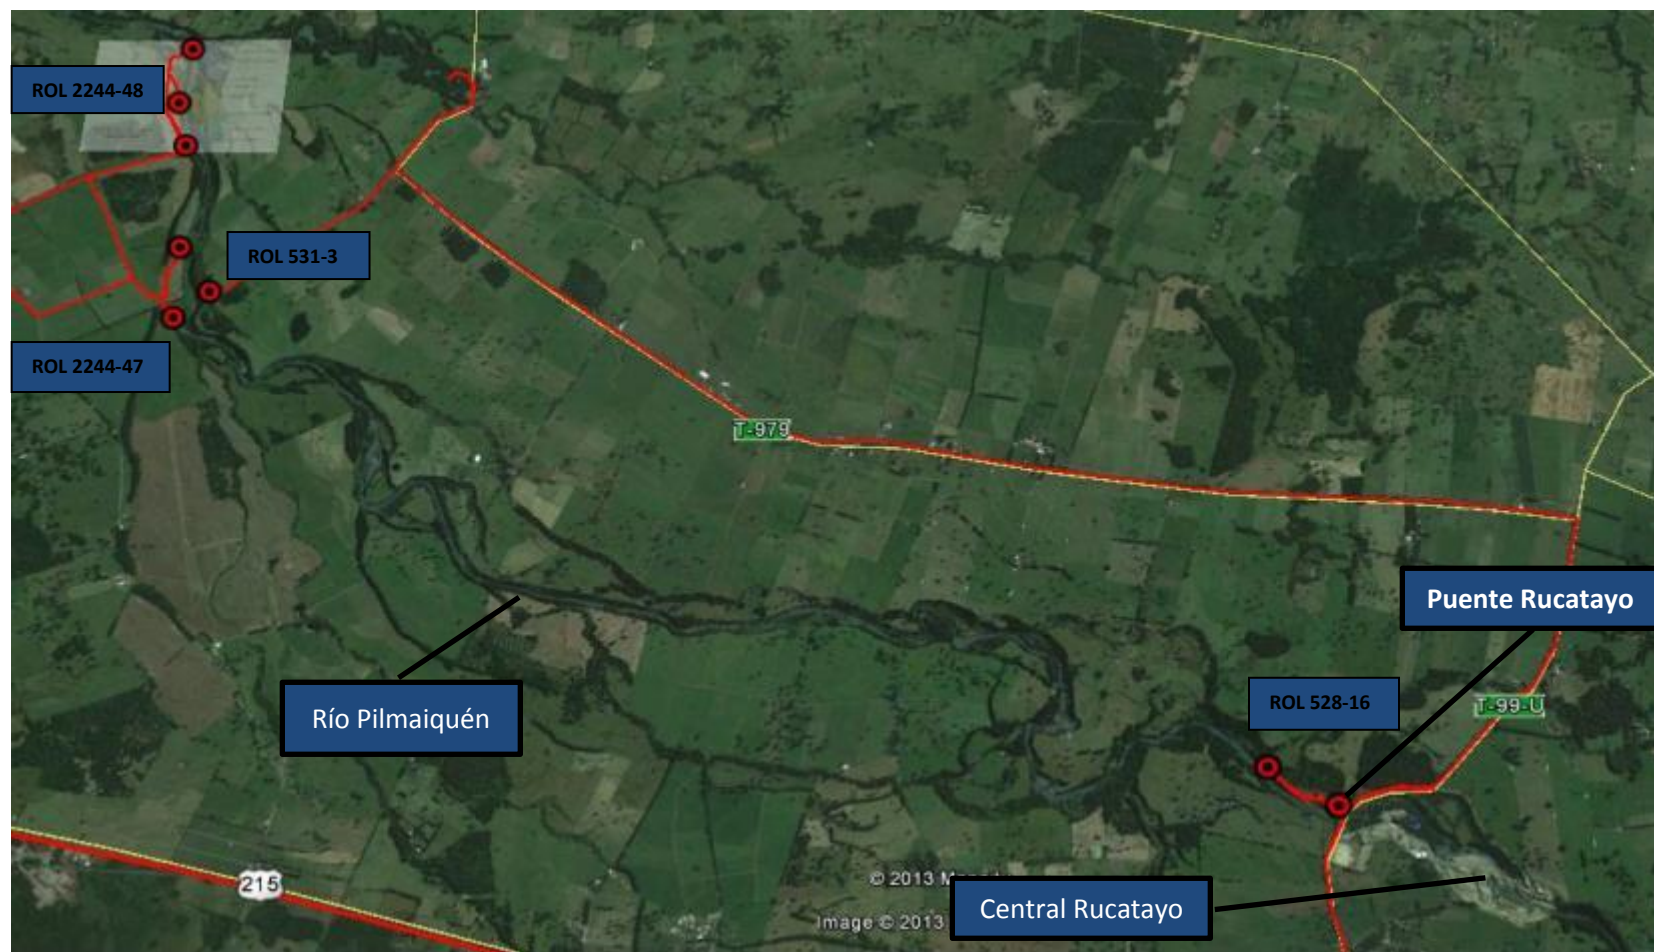 ROL 2244-48
ROL 531-3
ROL 2244-47
T-979
Puente Rucatayo
ROL 528-16
T-99-U
Río Pilmaiquén
215
© 2013
Central Rucatayo
Image © 2013